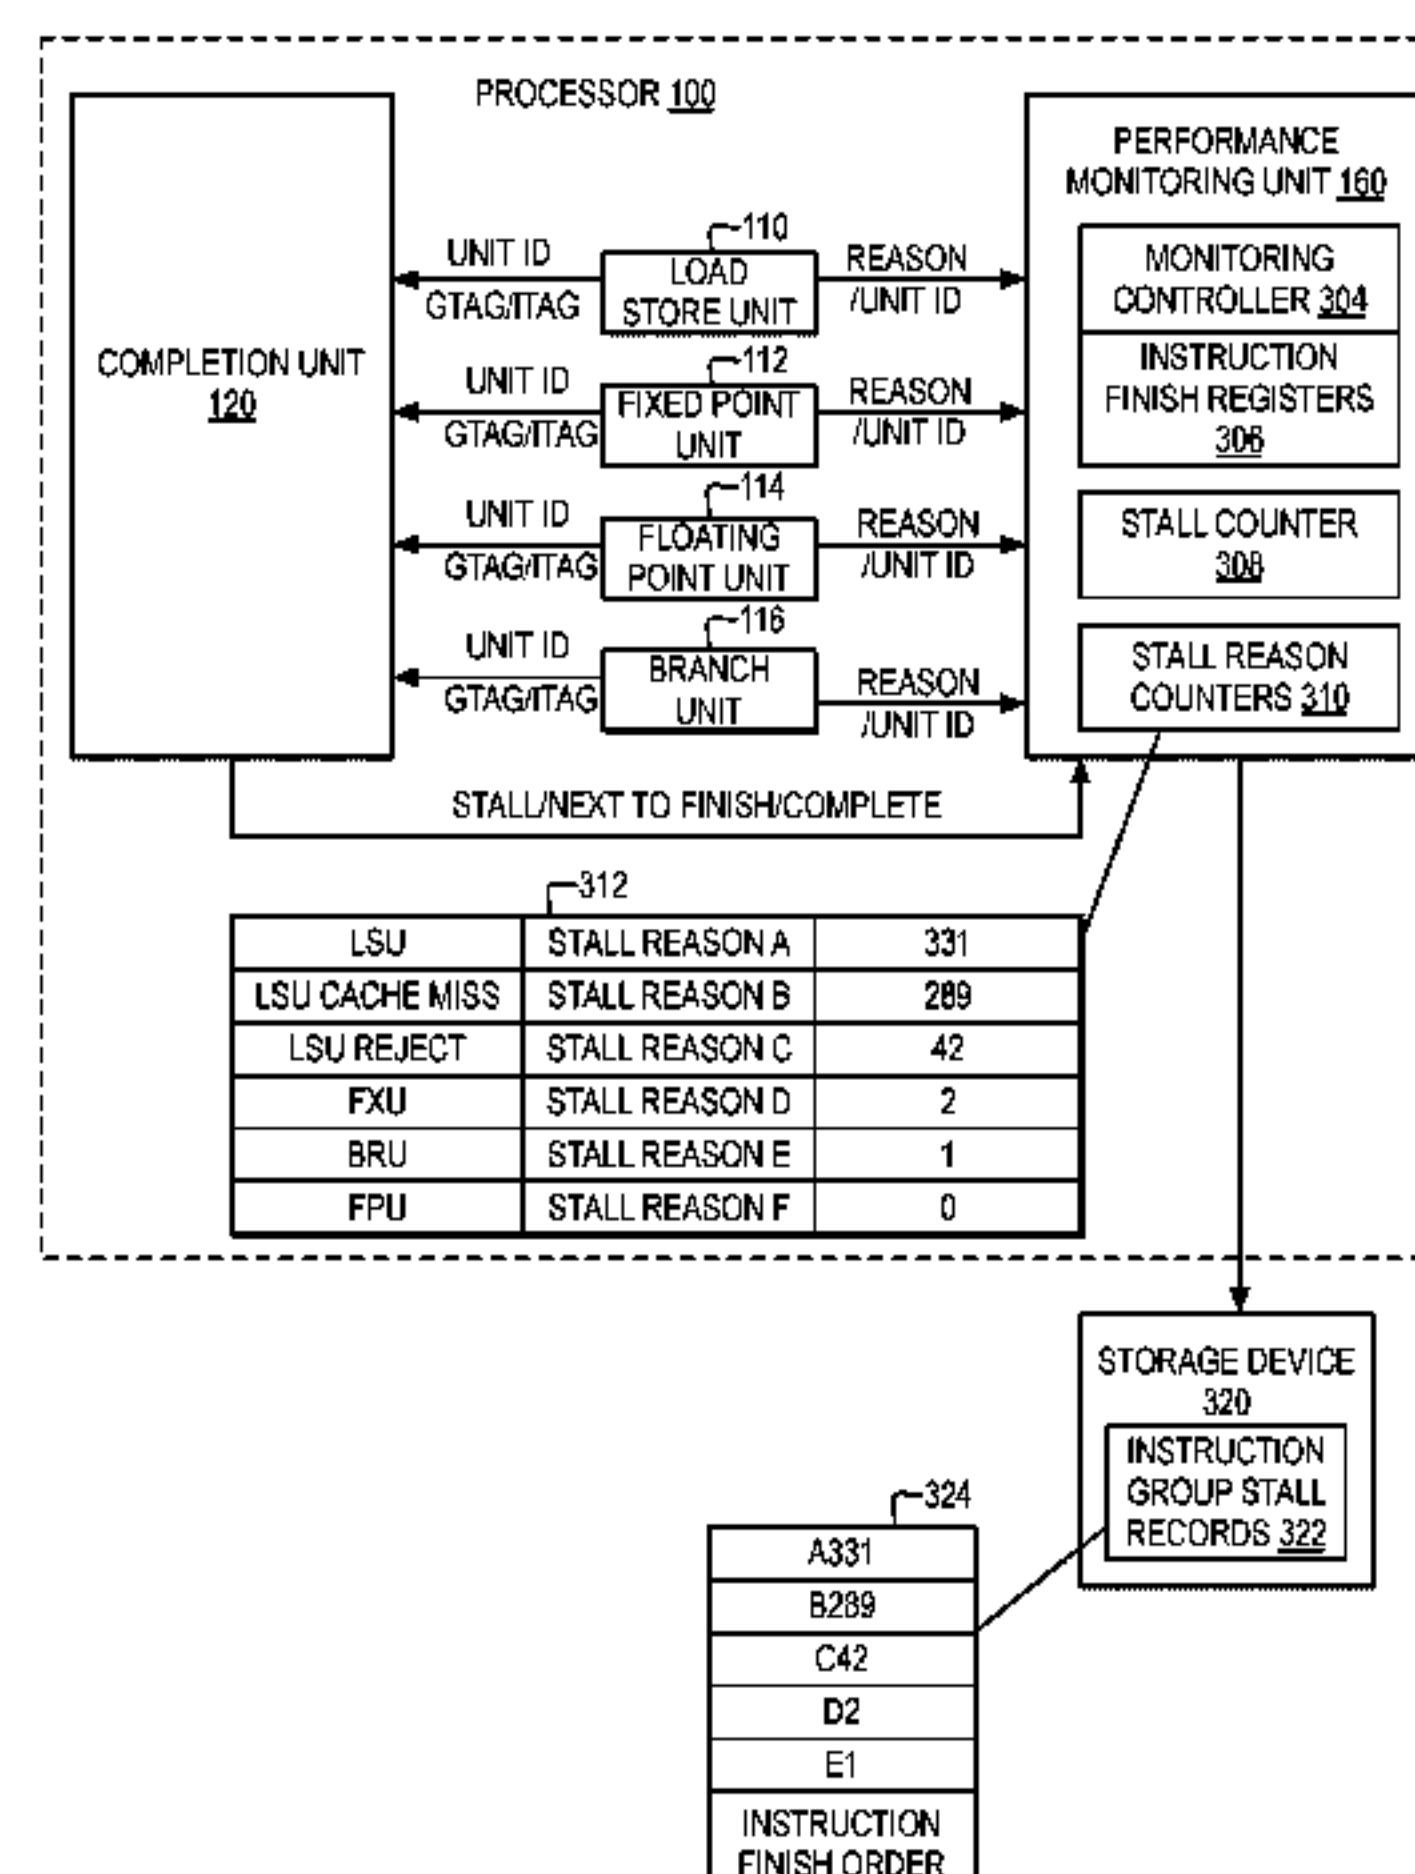 PROCESSOR 100
COMPLETION UNIT
120
UNIT ID
GTAG/ITAG
110
LOAD
STORE UNIT
REASON
/UNIT ID
UNIT ID
GTAG/ITAG
112
FIXED POINT
UNIT
REASON
/UNIT ID
UNIT ID
GTAG/ITAG
114
FLOATING
POINT UNIT
REASON
/UNIT ID
UNIT ID
GTAG/ITAG
116
BRANCH
UNIT
REASON
/UNIT ID
PERFORMANCE
MONITORING UNIT 160
MONITORING
CONTROLLER 304
INSTRUCTION
FINISH REGISTERS
306
STALL COUNTER
308
STALL REASON
COUNTERS 310
STALL/NEXT TO FINISH/COMPLETE
312
LSU STALL REASON A 331
LSU CACHE MISS STALL REASON B 289
LSU REJECT STALL REASON C 42
FXU STALL REASON D 2
BRU STALL REASON E 1
FPU STALL REASON F 0
STORAGE DEVICE
320
INSTRUCTION
GROUP STALL
RECORDS 322
324
A331
B289
C42
D2
E1
INSTRUCTION
FINISH ORDER